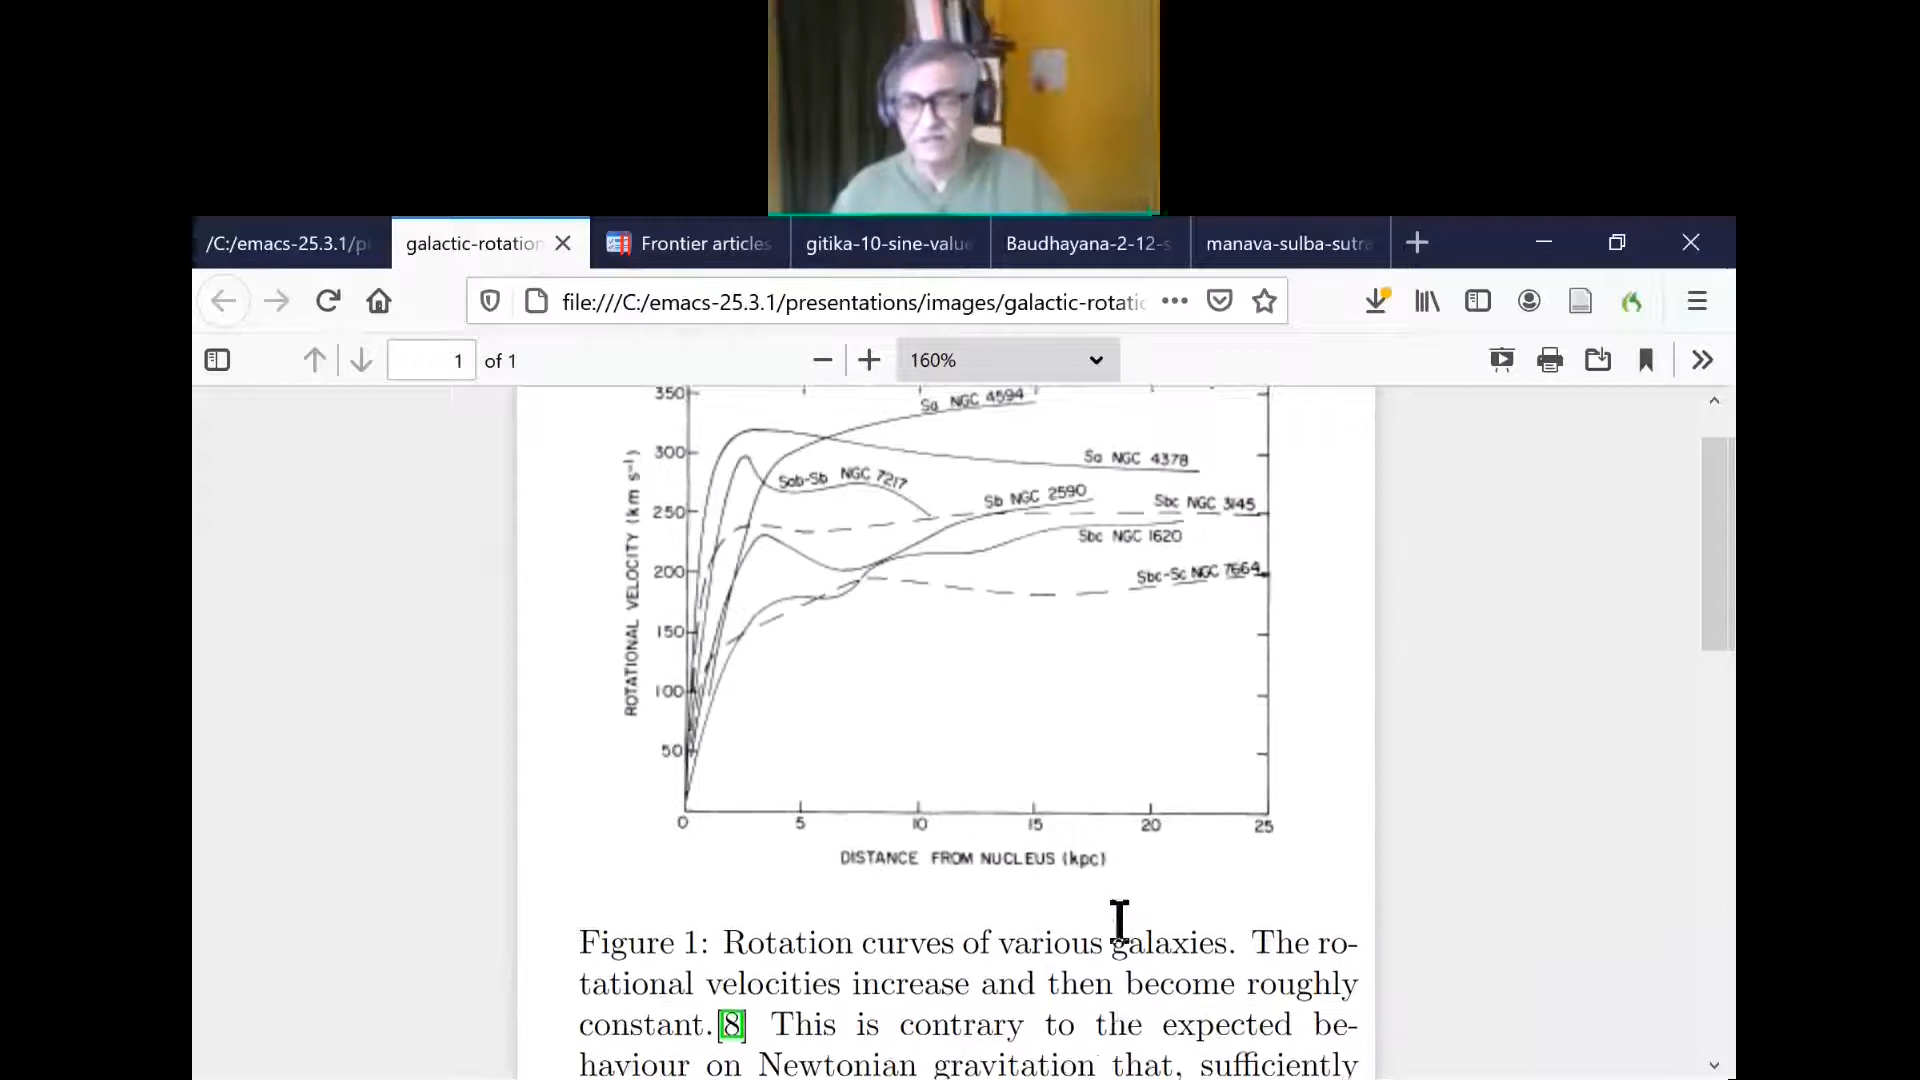 /C:/emacs-25.3.1/p
galactic-rotation
Frontier articles
gitika-10-sine-value
Baudhayana-2-12-s
manava-sulba-sutra
file:///C:/emacs-25.3.1/presentations/images/galactic-rotatic
1 of 1
160%
350
300
250
200
150
100
50
ROTATIONAL VELOCITY (km s⁻¹)
Sa NGC 4594
Sa NGC 4378
Sab-Sb NGC 7217
Sb NGC 2590
Sbc NGC 3145
Sbc NGC 1620
Sbc-Sc NGC 7664
0 5 10 15 20 25
DISTANCE FROM NUCLEUS (kpc)
Figure 1: Rotation curves of various galaxies. The ro-
tational velocities increase and then become roughly
constant.[8] This is contrary to the expected be-
haviour on Newtonian gravitation that, sufficiently